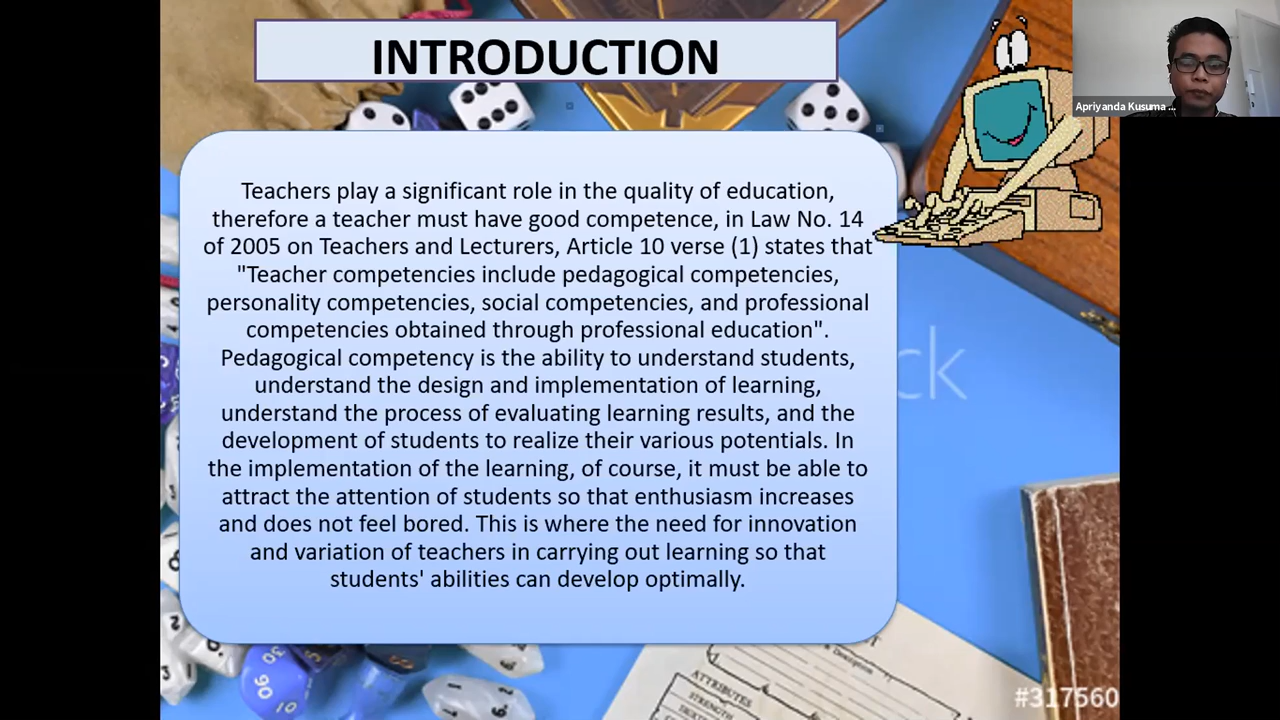 INTRODUCTION
Apriyanda Kusuma ...
Teachers play a significant role in the quality of education,
therefore a teacher must have good competence, in Law No. 14
of 2005 on Teachers and Lecturers, Article 10 verse (1) states that
"Teacher competencies include pedagogical competencies,
personality competencies, social competencies, and professional
competencies obtained through professional education".
Pedagogical competency is the ability to understand students,
understand the design and implementation of learning,
understand the process of evaluating learning results, and the
development of students to realize their various potentials. In
the implementation of the learning, of course, it must be able to
attract the attention of students so that enthusiasm increases
and does not feel bored. This is where the need for innovation
and variation of teachers in carrying out learning so that
students' abilities can develop optimally.
ck
ATTRIBUTES
STRENGTH
#317560